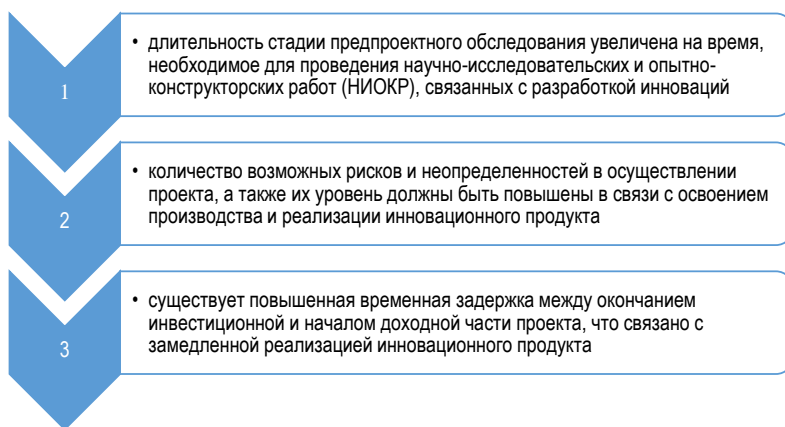 1
• длительность стадии предпроектного обследования увеличена на время,
необходимое для проведения научно-исследовательских и опытно-
конструкторских работ (НИОКР), связанных с разработкой инноваций
2
• количество возможных рисков и неопределенностей в осуществлении
проекта, а также их уровень должны быть повышены в связи с освоением
производства и реализации инновационного продукта
3
• существует повышенная временная задержка между окончанием
инвестиционной и началом доходной части проекта, что связано с
замедленной реализацией инновационного продукта